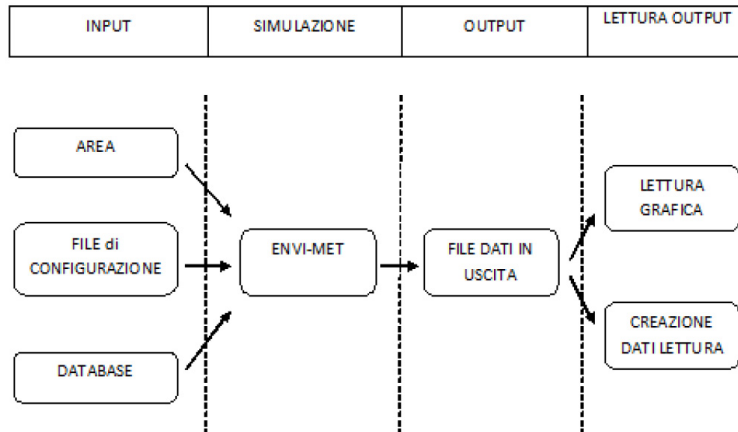 INPUT
SIMULAZIONE
OUTPUT
LETTURA OUTPUT
AREA
FILE di
CONFIGURAZIONE
DATABASE
ENVI-MET
FILE DATI IN
USCITA
LETTURA
GRAFICA
CREAZIONE
DATI LETTURA